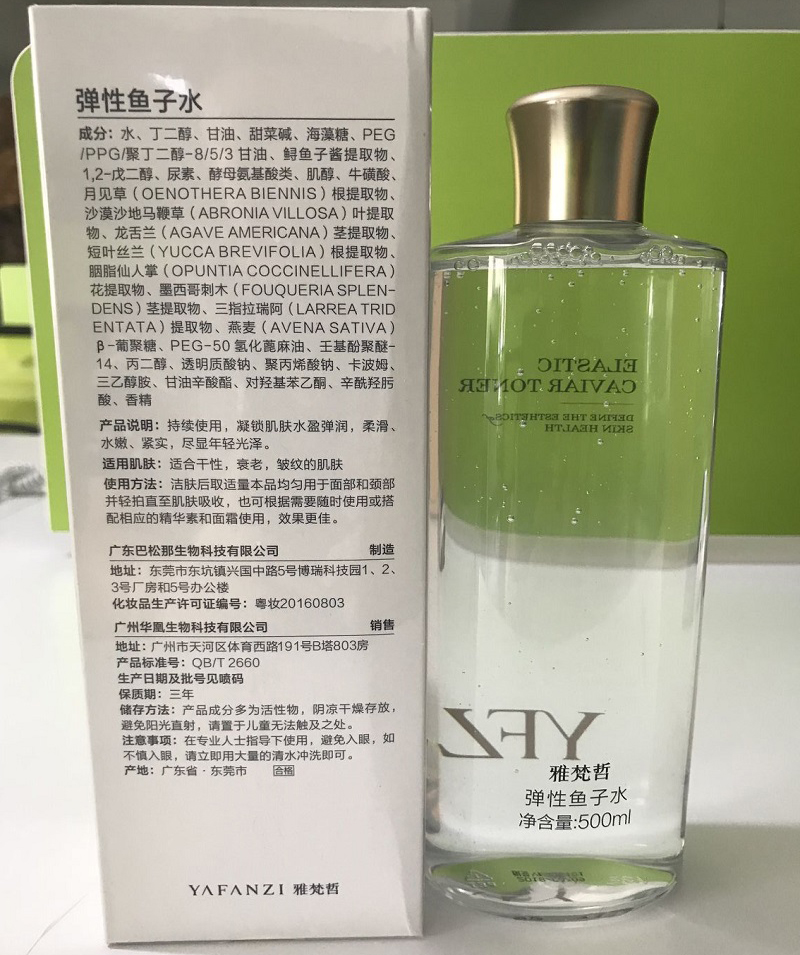 弹性鱼子水
成分：水、丁二醇、甘油、甜菜碱、海藻糖、PEG
/PPG/聚丁二醇-8/5/3 甘油、鲟鱼子酱提取物、
1,2-戊二醇、尿素、酵母氨基酸类、肌醇、牛磺酸、
月见草（OENOTHERA BIENNIS）根提取物、
沙漠沙地马鞭草（ABRONIA VILLOSA）叶提取
物、龙舌兰（AGAVE AMERICANA）茎提取物、
短叶丝兰（YUCCA BREVIFOLIA）根提取物、
胭脂仙人掌（OPUNTIA COCCINELLIFERA）
花提取物、墨西哥刺木（FOUQUERIA SPLEN-
DENS）茎提取物、三指拉瑞阿（LARREA TRID
ENTATA）提取物、燕麦（AVENA SATIVA）
β-葡聚糖、PEG-50 氢化蓖麻油、壬基酚聚醚-
14、丙二醇、透明质酸钠、聚丙烯酸钠、卡波姆、
三乙醇胺、甘油辛酸酯、对羟基苯乙酮、辛酰羟肟
酸、香精
产品说明：持续使用，凝锁肌肤水盈弹润，柔滑、
水嫩、紧实，尽显年轻光泽。
适用肌肤：适合干性，衰老，皱纹的肌肤
使用方法：洁肤后取适量本品均匀用于面部和颈部
并轻拍直至肌肤吸收，也可根据需要随时使用或搭
配相应的精华素和面霜使用，效果更佳。
广东巴松那生物科技有限公司 制造
地址：东莞市东坑镇兴国中路5号博瑞科技园1、2、
3号厂房和5号办公楼
化妆品生产许可证编号：粤妆20160803
广州华凰生物科技有限公司 销售
地址：广州市天河区体育西路191号B塔803房
产品标准号：QB/T 2660
生产日期及批号见喷码
保质期：三年
储存方法：产品成分多为活性物，阴凉干燥存放，
避免阳光直射，请置于儿童无法触及之处。
注意事项：在专业人士指导下使用，避免入眼，如
不慎入眼，请立即用大量的清水冲洗即可。
产地：广东省·东莞市 合格
YAFANZI 雅梵哲
ELASTIC
CAVIAR TONER
DEFINE THE ESTHETICS
SKIN HEALTH
YFZ
雅梵哲
弹性鱼子水
净含量:500ml